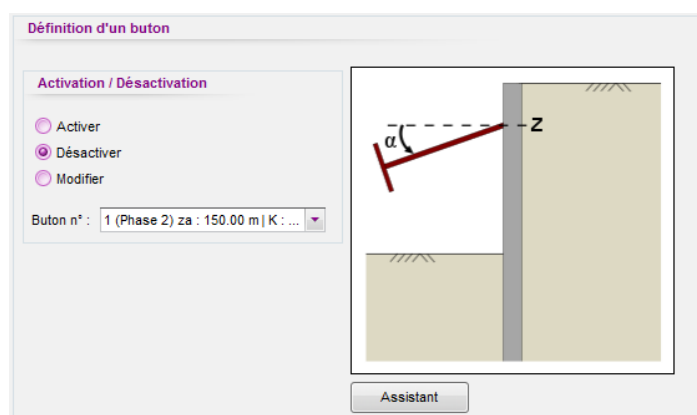 Définition d'un buton
Activation / Désactivation
Activer
Désactiver
Modifier
Buton n° : 1 (Phase 2) za : 150.00 m | K : ...
α
Z
Assistant